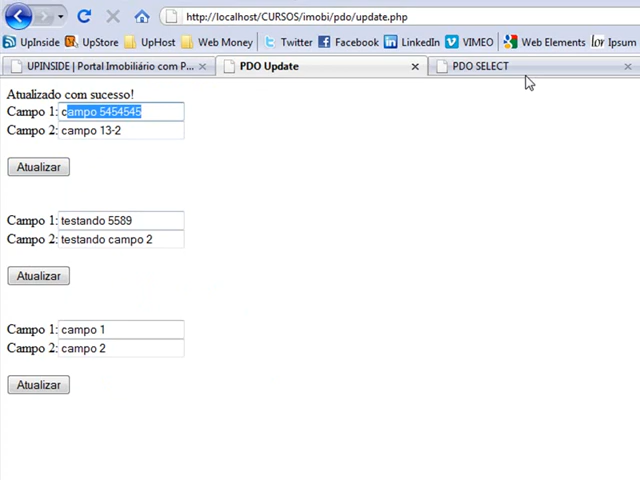 http://localhost/CURSOS/imobi/pdo/update.php
UpInside UpStore UpHost Web Money Twitter Facebook LinkedIn VIMEO Web Elements Ipsum
UPINSIDE | Portal Imobiliário com P... PDO Update PDO SELECT
Atualizado com sucesso!
Campo 1: campo 5454545
Campo 2: campo 13-2
Atualizar
Campo 1: testando 5589
Campo 2: testando campo 2
Atualizar
Campo 1: campo 1
Campo 2: campo 2
Atualizar